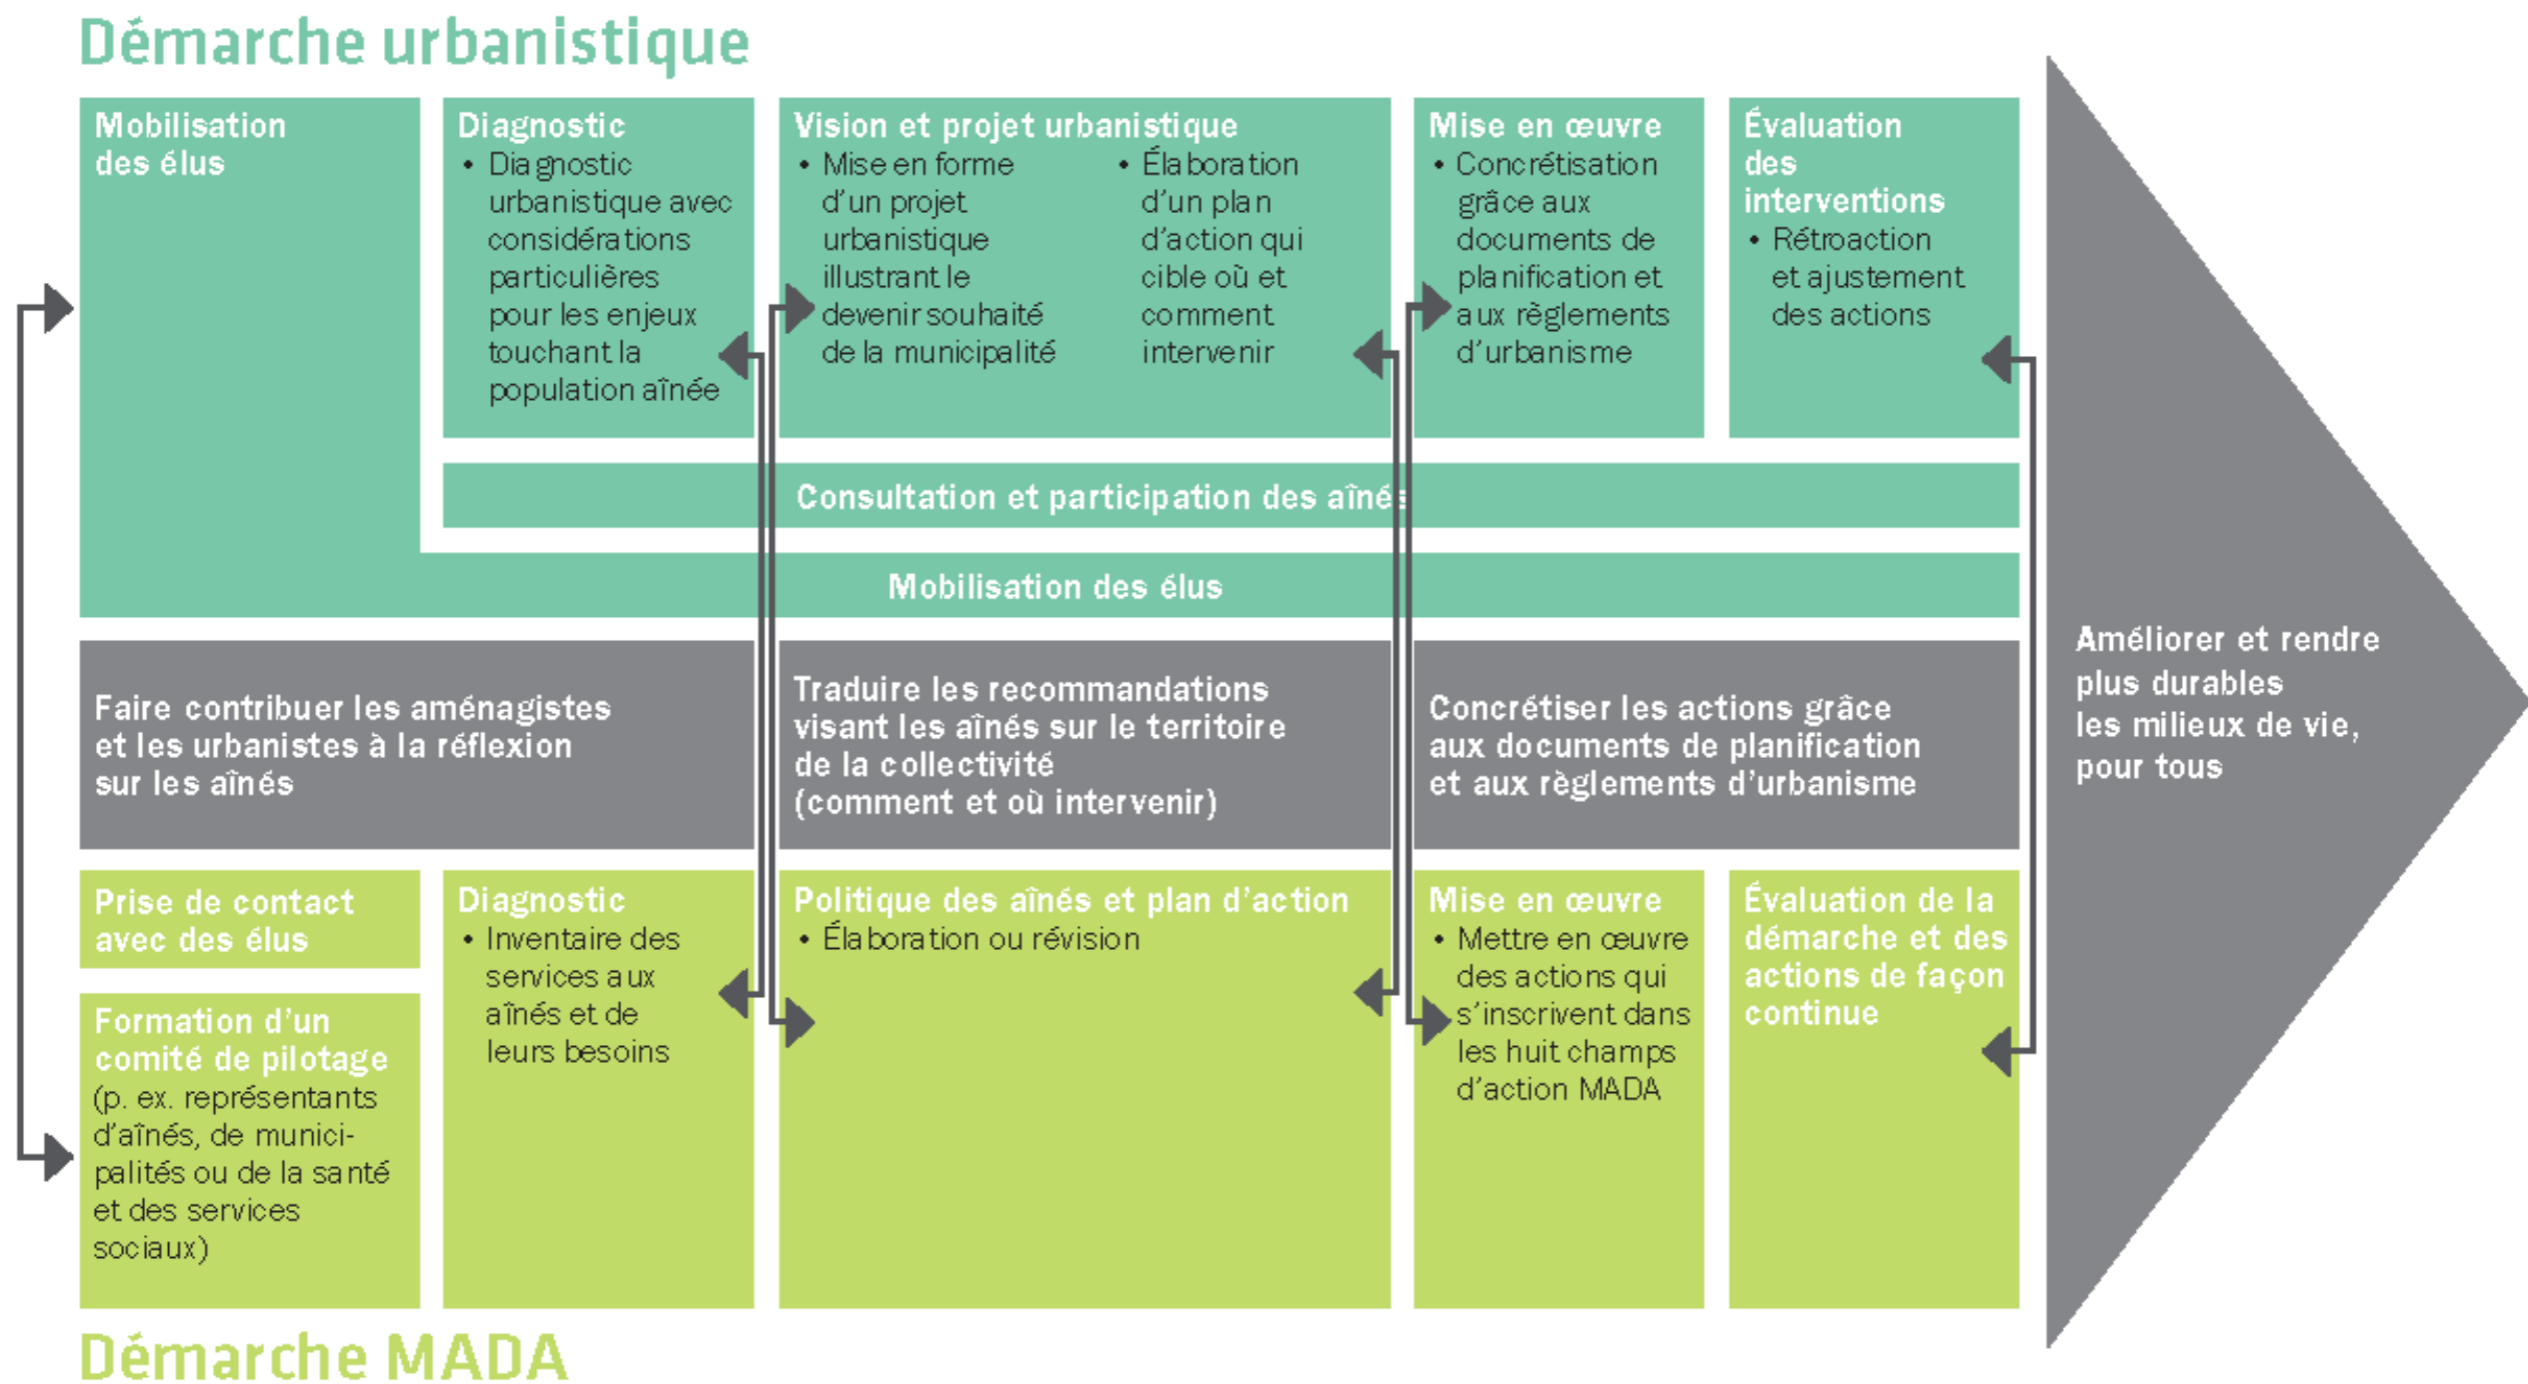 Démarche urbanistique
Mobilisation
des élus
Diagnostic
• Diagnostic
urbanistique avec
considérations
particulières
pour les enjeux
touchant la
population aînée
Vision et projet urbanistique
• Mise en forme
d'un projet
urbanistique
illustrant le
devenir souhaité
de la municipalité
• Élaboration
d'un plan
d'action qui
cible où et
comment
intervenir
Mise en œuvre
• Concrétisation
grâce aux
documents de
planification et
aux règlements
d'urbanisme
Évaluation
des
interventions
• Rétroaction
et ajustement
des actions
Consultation et participation des aînés
Mobilisation des élus
Faire contribuer les aménagistes
et les urbanistes à la réflexion
sur les aînés
Traduire les recommandations
visant les aînés sur le territoire
de la collectivité
(comment et où intervenir)
Concrétiser les actions grâce
aux documents de planification
et aux règlements d'urbanisme
Améliorer et rendre
plus durables
les milieux de vie,
pour tous
Prise de contact
avec des élus
Formation d'un
comité de pilotage
(p. ex. représentants
d'aînés, de munici-
palités ou de la santé
et des services
sociaux)
Diagnostic
• Inventaire des
services aux
aînés et de
leurs besoins
Politique des aînés et plan d'action
• Élaboration ou révision
Mise en œuvre
• Mettre en œuvre
des actions qui
s'inscrivent dans
les huit champs
d'action MADA
Évaluation de la
démarche et des
actions de façon
continue
Démarche MADA